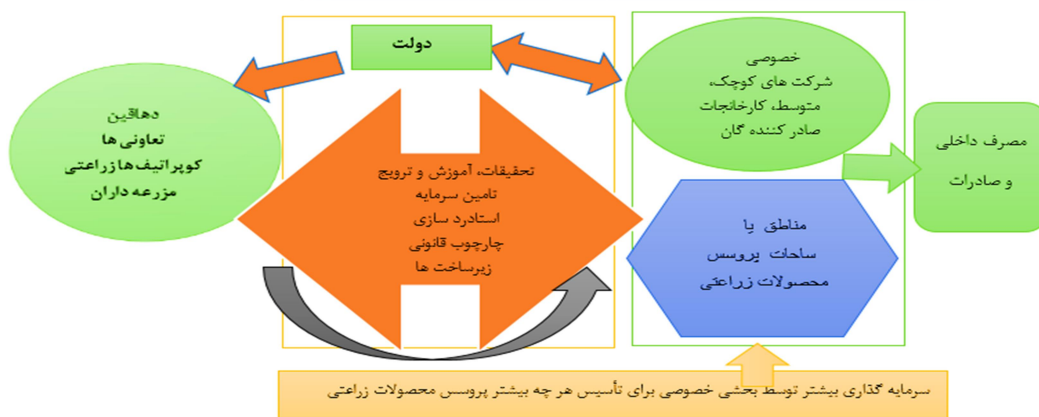 دولت
خصوصی
شرکت های کوچک،
متوسط، کارخانجات
صادر کننده گان
مصرف داخلی
و صادرات
دهاقین
تعاونی ها
کوپراتیف‌ها زراعتی
مزرعه داران
تحقیقات، آموزش و ترویج
تامین سرمایه
استادرد سازی
چارچوب قانونی
زیرساخت ها
مناطق یا
ساحات پروسس
محصولات زراعتی
سرمایه گذاری بیشتر توسط بخشی خصوصی برای تأسیس هر چه بیشتر پروسس محصولات زراعتی